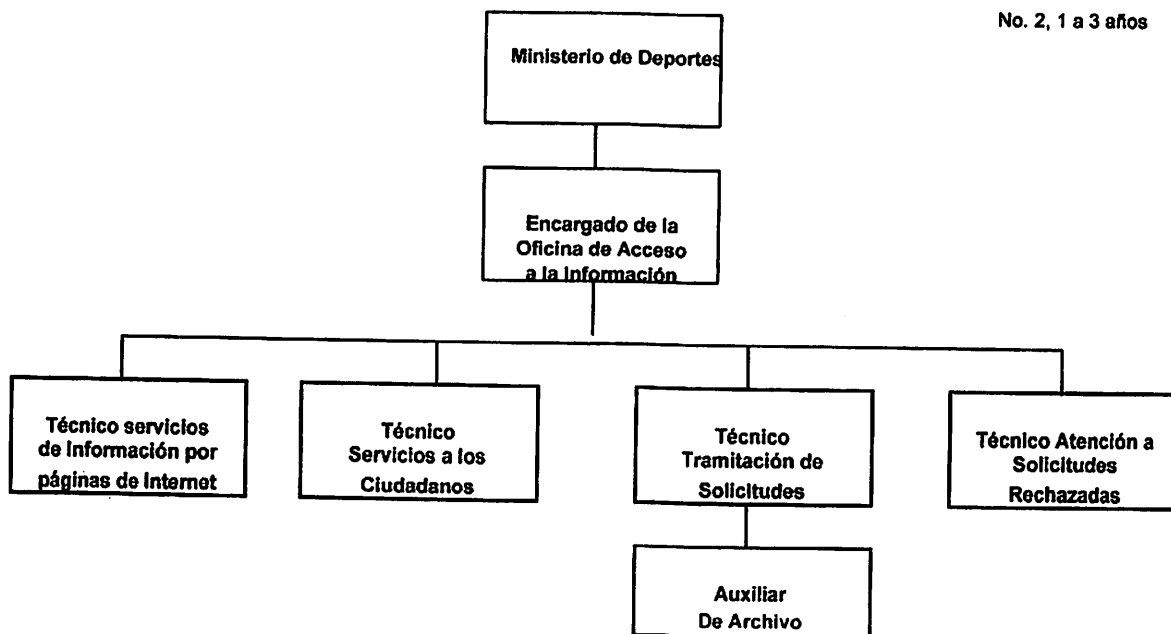 No. 2, 1 a 3 años
Ministerio de Deportes
Encargado de la
Oficina de Acceso
a la Información
Técnico servicios
de Información por
páginas de Internet
Técnico
Servicios a los
Ciudadanos
Técnico
Tramitación de
Solicitudes
Técnico Atención a
Solicitudes
Rechazadas
Auxiliar
De Archivo